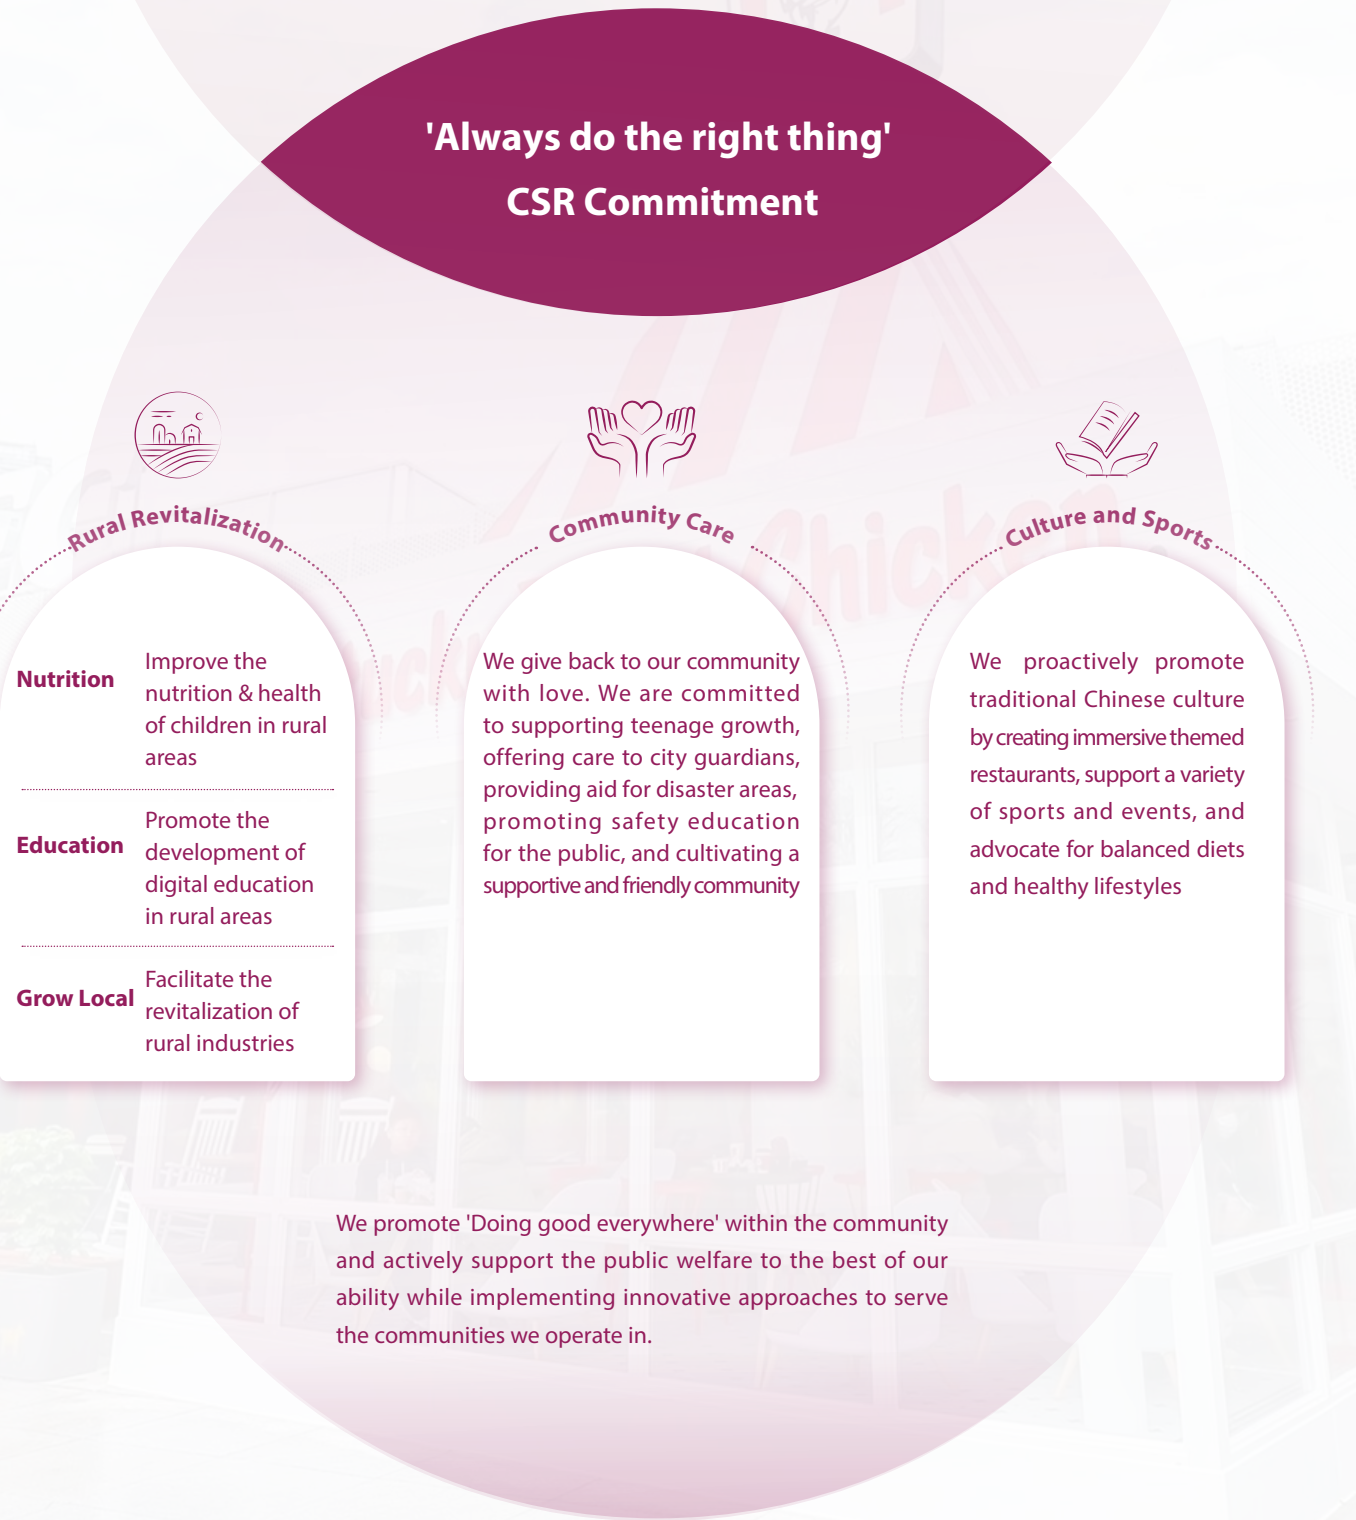 'Always do the right thing'
CSR Commitment
Rural Revitalization
Nutrition
Improve the
nutrition & health
of children in rural
areas
Education
Promote the
development of
digital education
in rural areas
Grow Local
Facilitate the
revitalization of
rural industries
Community Care
We give back to our community
with love. We are committed
to supporting teenage growth,
offering care to city guardians,
providing aid for disaster areas,
promoting safety education
for the public, and cultivating a
supportive and friendly community
Culture and Sports
We proactively promote
traditional Chinese culture
by creating immersive themed
restaurants, support a variety
of sports and events, and
advocate for balanced diets
and healthy lifestyles
We promote 'Doing good everywhere' within the community
and actively support the public welfare to the best of our
ability while implementing innovative approaches to serve
the communities we operate in.
Chicken